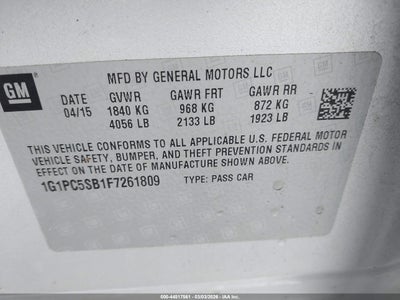 MFD BY GENERAL MOTORS LLC
GM
DATE GVWR GAWR FRT GAWR RR
04/15 1840 KG 968 KG 872 KG
4056 LB 2133 LB 1923 LB
THIS VEHICLE CONFORMS TO ALL APPLICABLE U.S. FEDERAL MOTOR
VEHICLE SAFETY, BUMPER, AND THEFT PREVENTION STANDARDS IN
EFFECT ON THE DATE OF MANUFACTURE SHOWN ABOVE.
1G1PC5SB1F7261809 TYPE: PASS CAR